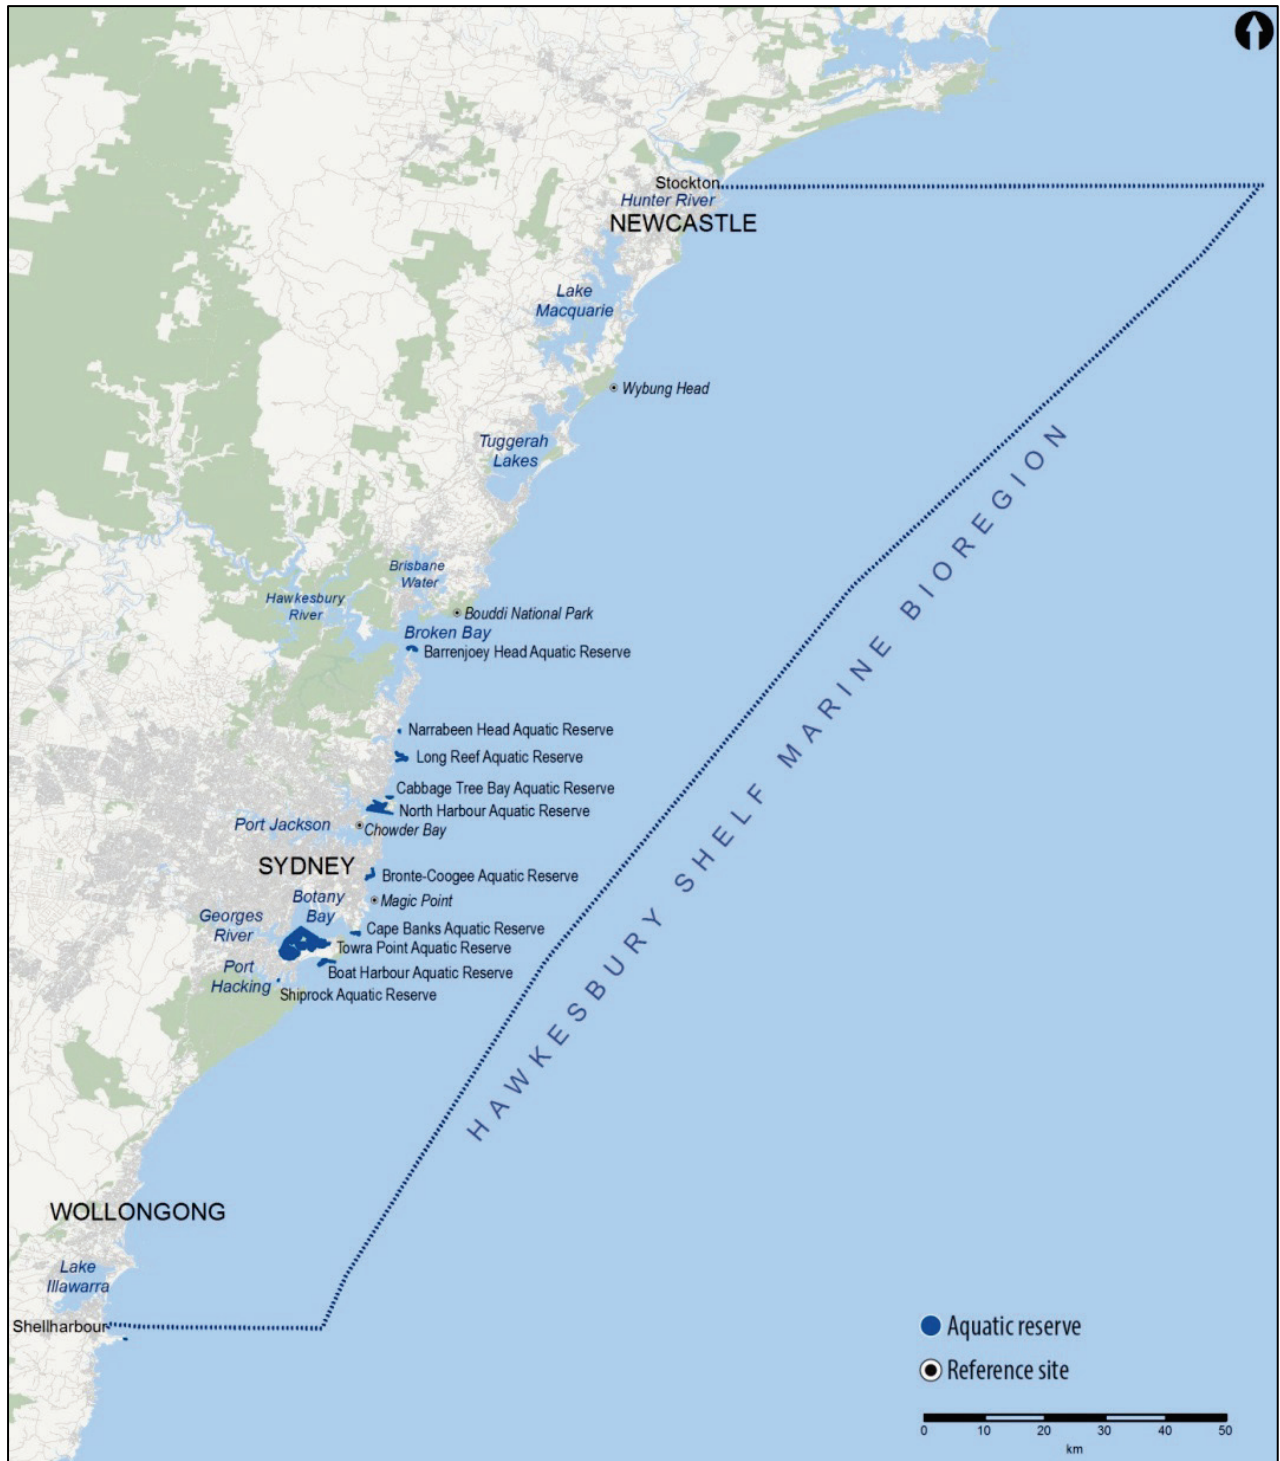 Stockton
Hunter River
NEWCASTLE
Lake
Macquarie
Wybung Head
Tuggerah
Lakes
Brisbane
Water
Hawkesbury
River
Bouddi National Park
Broken Bay
Barrenjoey Head Aquatic Reserve
Narrabeen Head Aquatic Reserve
Long Reef Aquatic Reserve
Cabbage Tree Bay Aquatic Reserve
North Harbour Aquatic Reserve
Port Jackson
Chowder Bay
SYDNEY
Bronte-Coogee Aquatic Reserve
Botany
Bay
Magic Point
Georges
River
Cape Banks Aquatic Reserve
Towra Point Aquatic Reserve
Port
Hacking
Boat Harbour Aquatic Reserve
Shiprock Aquatic Reserve
HAWKESBURY SHELF MARINE BIOREGION
WOLLONGONG
Lake
Illawarra
Shellharbour
Aquatic reserve
Reference site
0 10 20 30 40 50
km